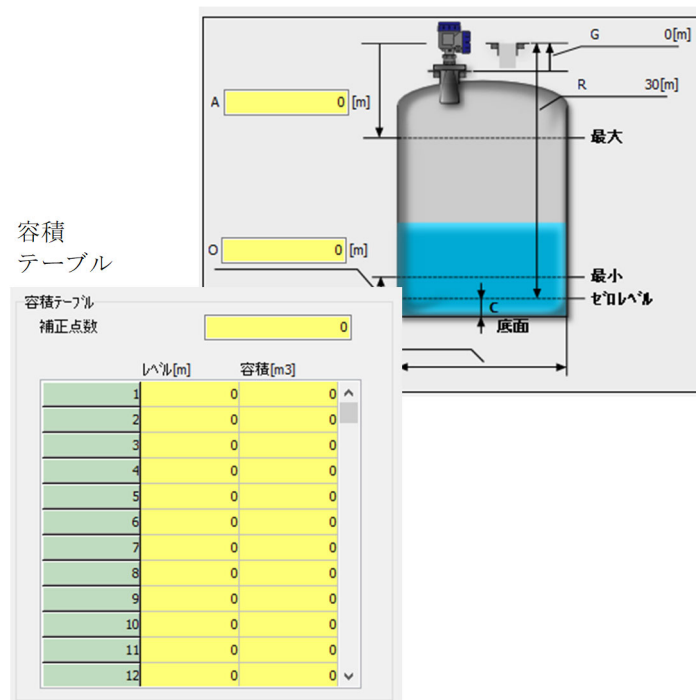 G 0[m]
R 30[m]
A 0 [m]
最大
O 0 [m]
最小
ｾﾞﾛﾚﾍﾞﾙ
C
底面
容積
テーブル
容積ﾃｰﾌﾞﾙ
補正点数 0
ﾚﾍﾞﾙ[m] 容積[m3]
1 0 0
2 0 0
3 0 0
4 0 0
5 0 0
6 0 0
7 0 0
8 0 0
9 0 0
10 0 0
11 0 0
12 0 0